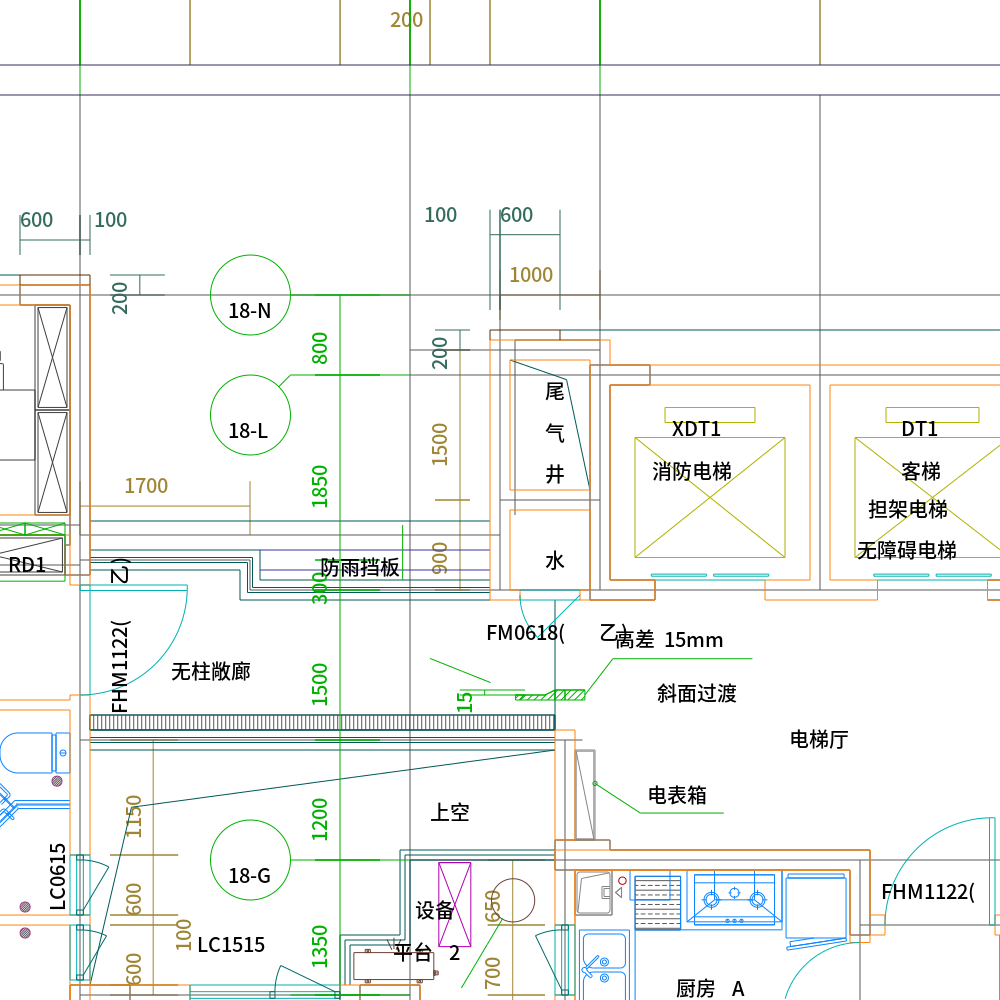 200
600 100
100 600
1000
200
18-N
800
200
尾
气
井
XDT1
DT1
18-L
1500
消防电梯
客梯
1700
1850
担架电梯
无障碍电梯
RD1
(乙
300
防雨挡板
900
水
FHM1122(
FM0618( 乙)
高差 15mm
无柱敞廊
1500
15
斜面过渡
电梯厅
电表箱
1150
1200
上空
LC0615
18-G
FHM1122(
600
100
设备
650
LC1515
1350
平台 2
600
700
厨房 A